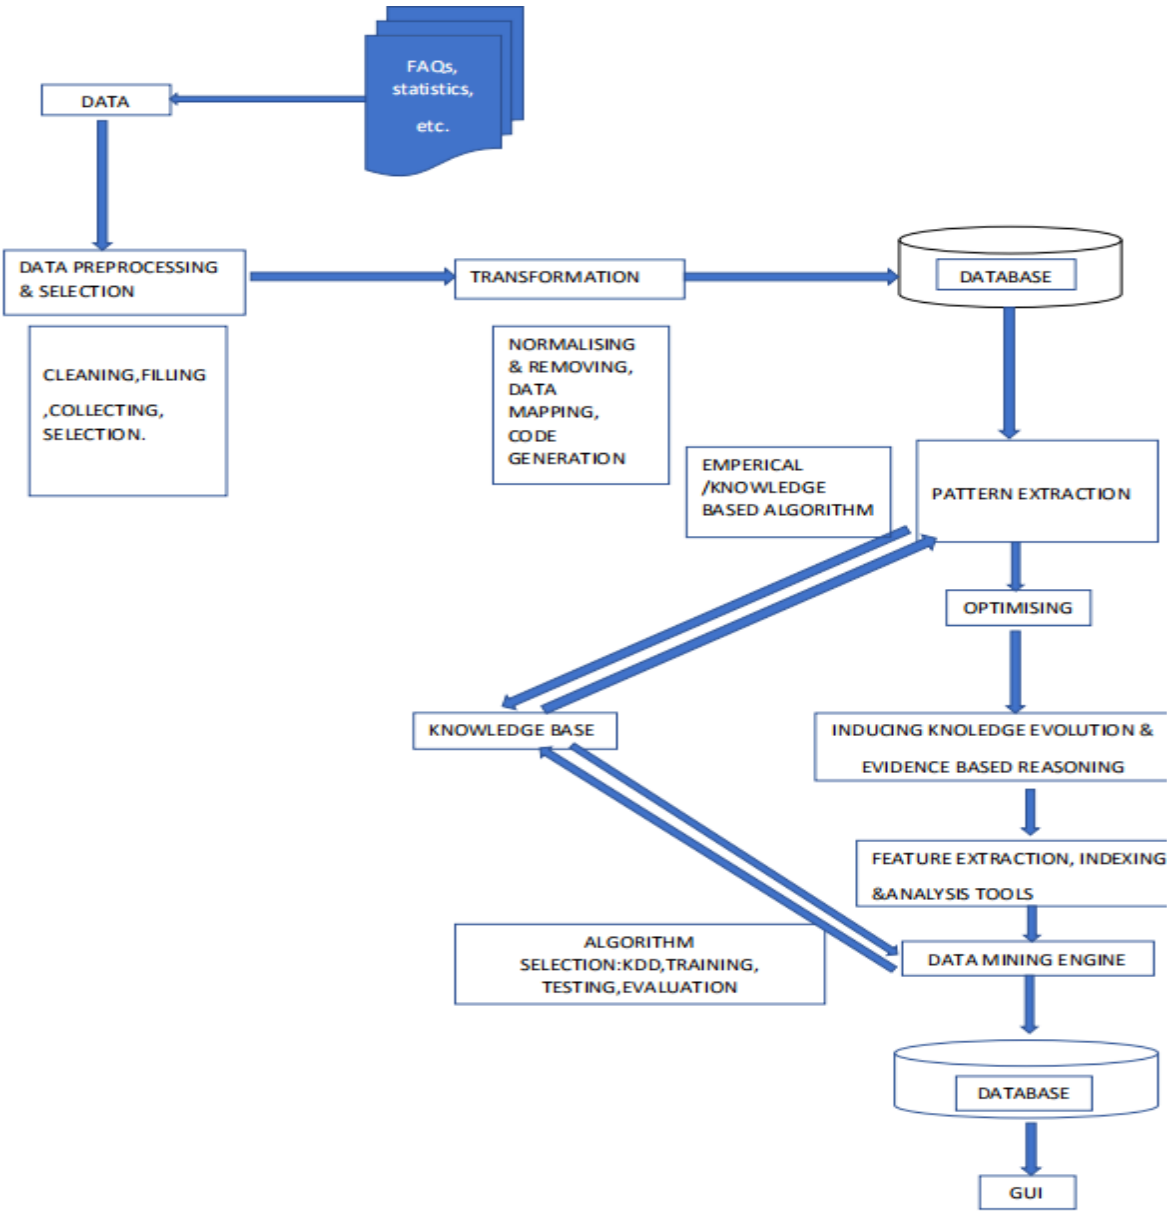 FAQs,
statistics,
etc.
DATA
DATA PREPROCESSING
& SELECTION
TRANSFORMATION
DATABASE
CLEANING,FILLING
,COLLECTING,
SELECTION.
NORMALISING
& REMOVING,
DATA
MAPPING,
CODE
GENERATION
EMPERICAL
/KNOWLEDGE
BASED ALGORITHM
PATTERN EXTRACTION
OPTIMISING
KNOWLEDGE BASE
INDUCING KNOLEDGE EVOLUTION &
EVIDENCE BASED REASONING
FEATURE EXTRACTION, INDEXING
&ANALYSIS TOOLS
ALGORITHM
SELECTION:KDD,TRAINING,
TESTING,EVALUATION
DATA MINING ENGINE
DATABASE
GUI